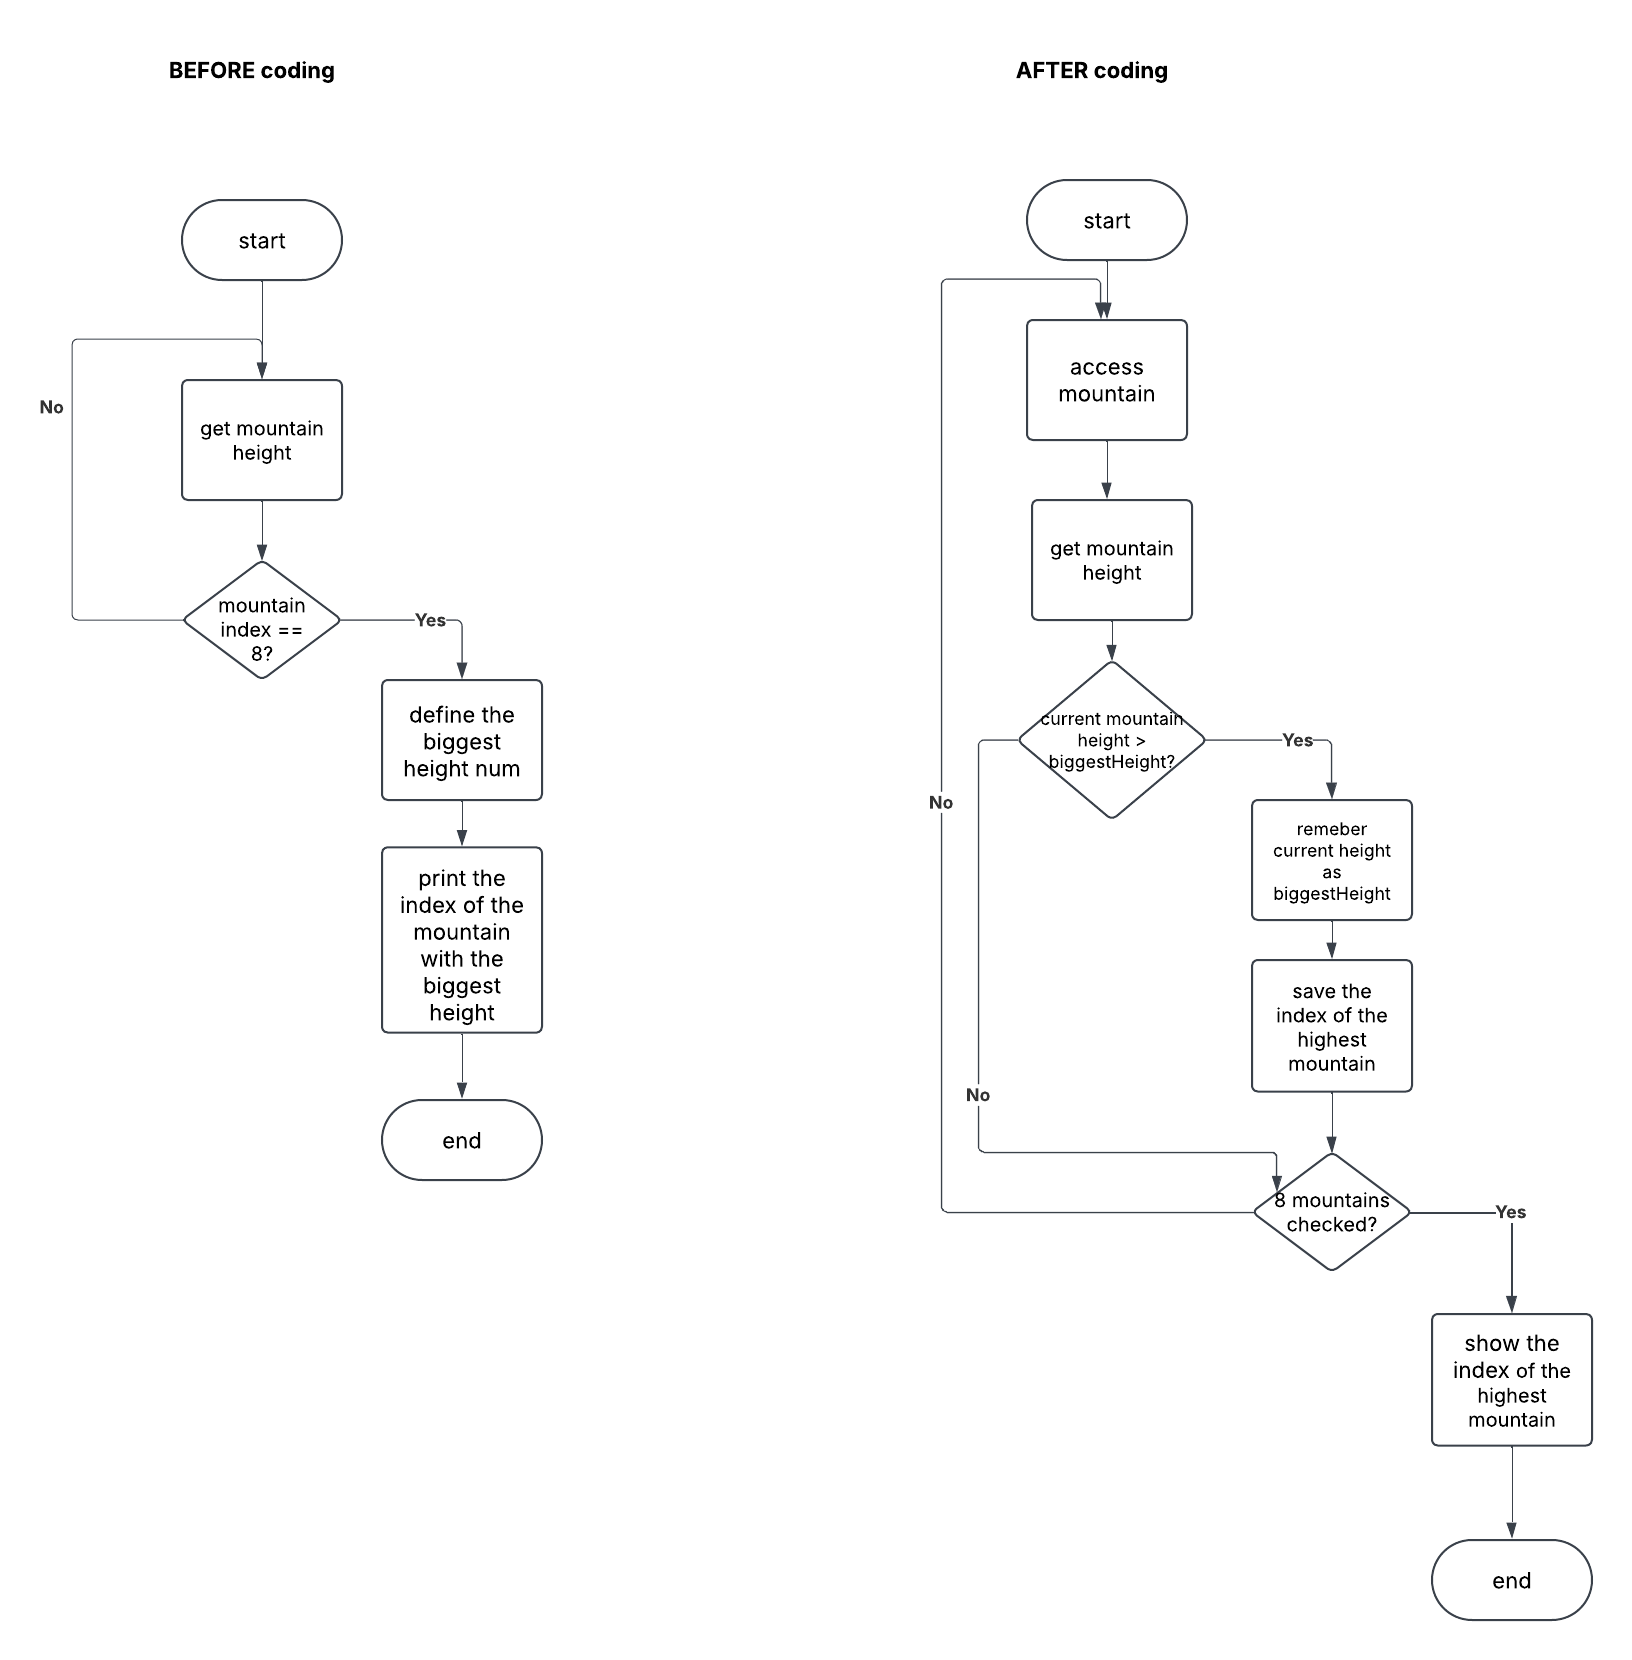 BEFORE coding
start
No
get mountain
height
mountain
index ==
8?
Yes
define the
biggest
height num
print the
index of the
mountain
with the
biggest
height
end
AFTER coding
start
access
mountain
get mountain
height
current mountain
height >
biggestHeight?
Yes
No
remeber
current height
as
biggestHeight
save the
index of the
highest
mountain
No
8 mountains
checked?
Yes
show the
index of the
highest
mountain
end